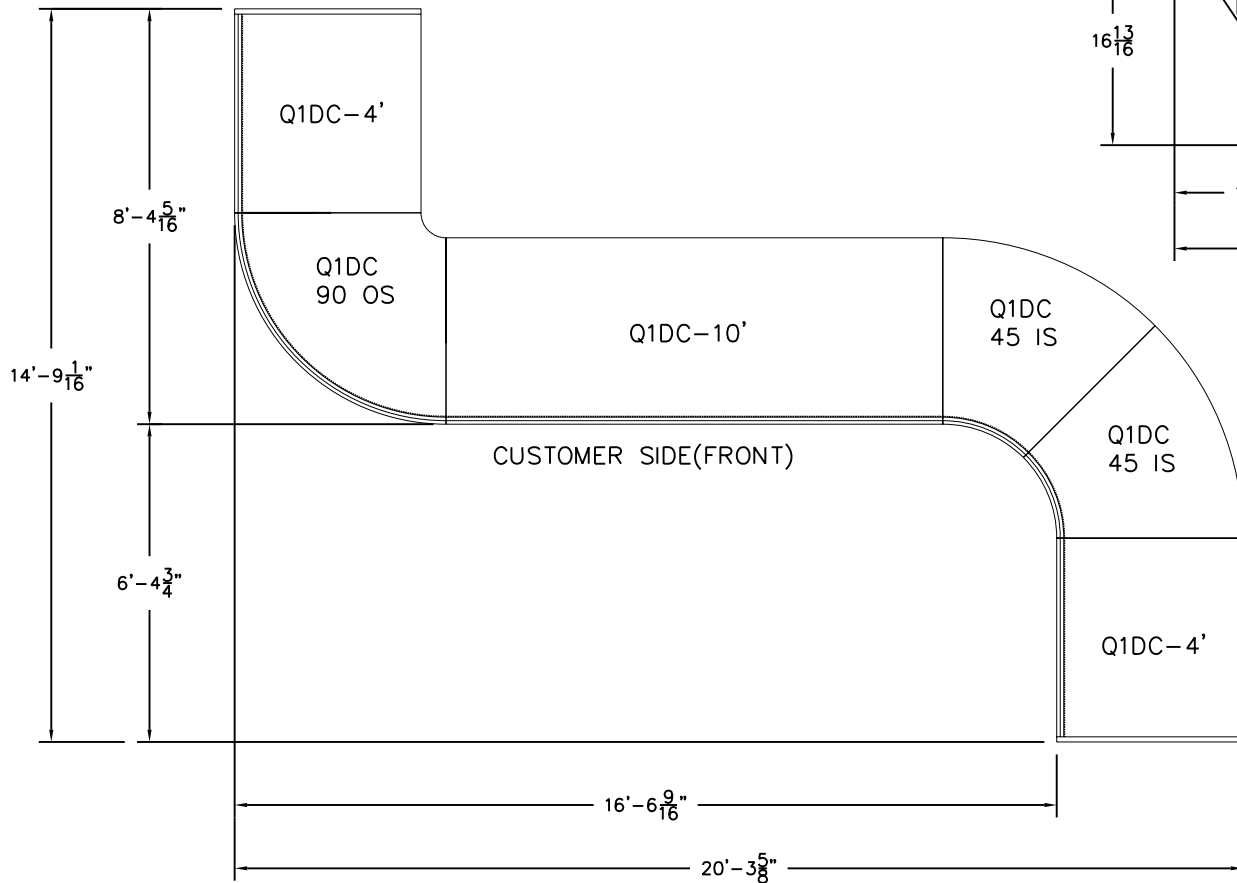 16 13/16
Q1DC-4'
8'-4 5/16"
Q1DC
90 OS
Q1DC
45 IS
Q1DC-10'
14'-9 1/16"
Q1DC
45 IS
CUSTOMER SIDE(FRONT)
6'-4 3/4"
Q1DC-4'
16'-6 9/16"
20'-3 5/8"